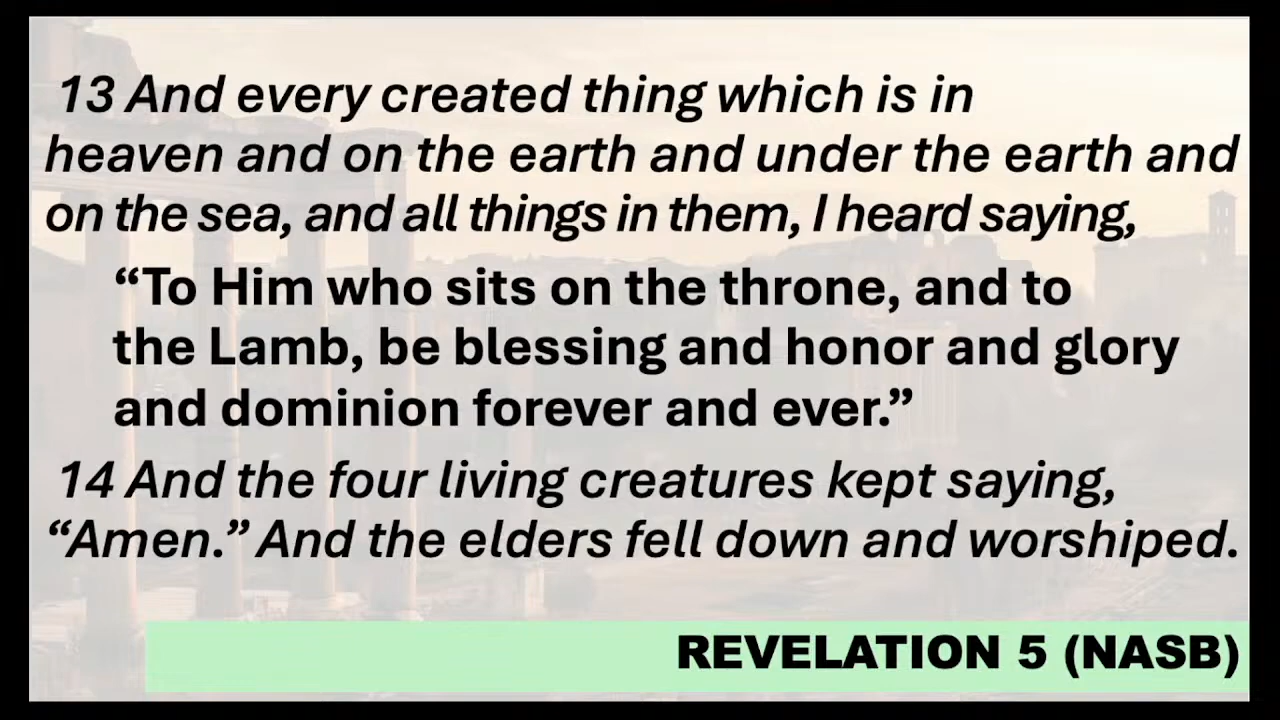 13 And every created thing which is in
heaven and on the earth and under the earth and
on the sea, and all things in them, I heard saying,
“To Him who sits on the throne, and to
the Lamb, be blessing and honor and glory
and dominion forever and ever.”
14 And the four living creatures kept saying,
“Amen.” And the elders fell down and worshiped.
REVELATION 5 (NASB)